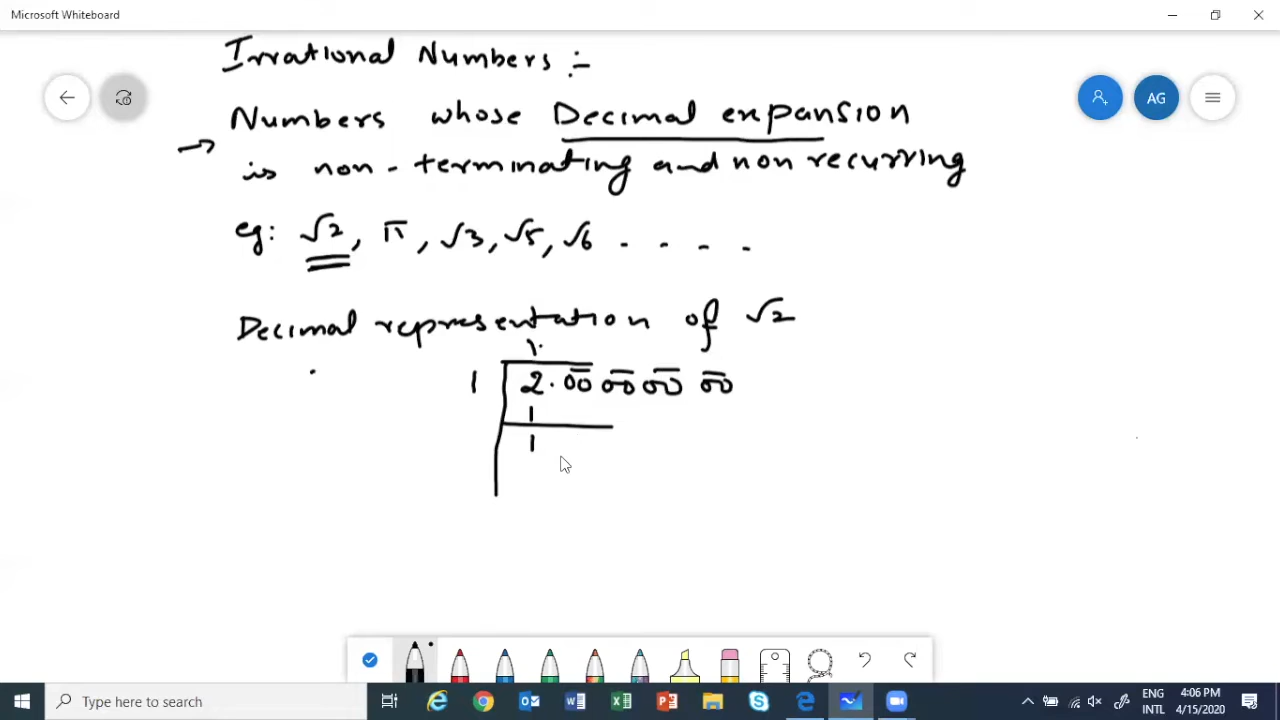 Microsoft Whiteboard
Irrational Numbers :-
AG
Numbers whose Decimal expansion
→ is non-terminating and non recurring
eg: √2, π, √3, √5, √6 . . . .
Decimal representation of √2
1.
1 2.00 00 00 00
1
1
Type here to search
ENG
INTL
4:06 PM
4/15/2020